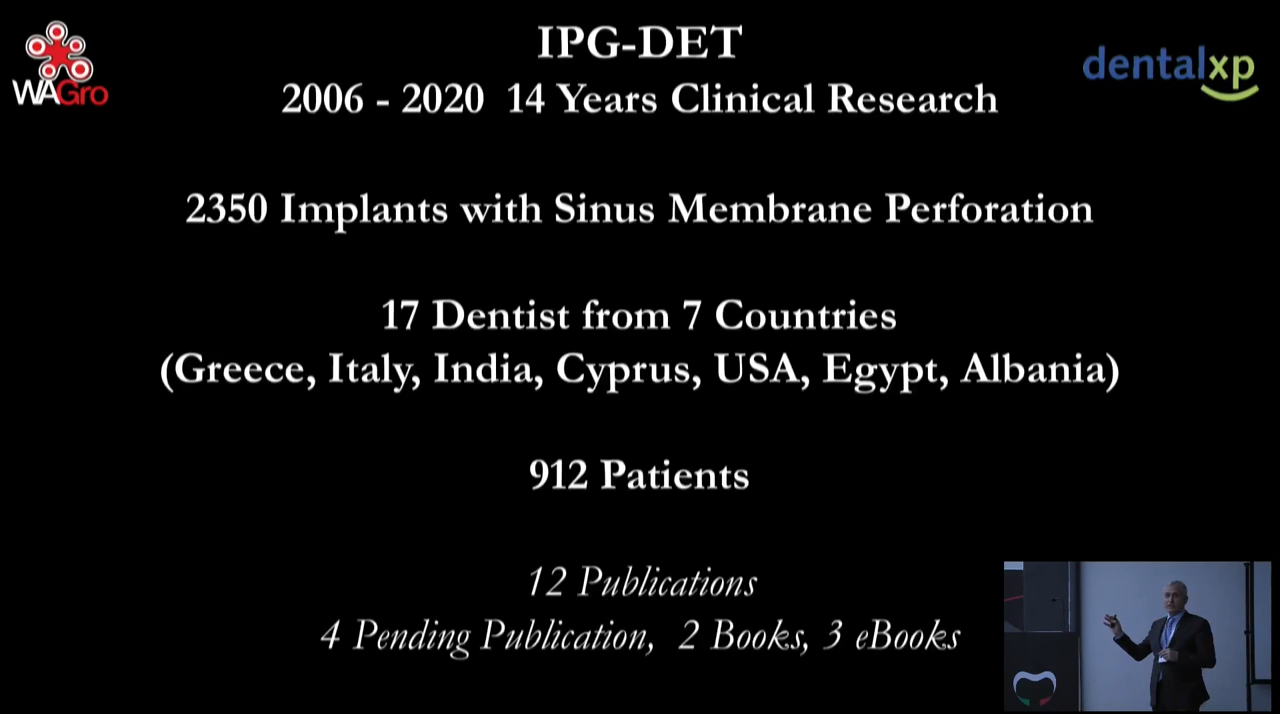 WAGro
IPG-DET
dentalxp
2006 - 2020 14 Years Clinical Research
2350 Implants with Sinus Membrane Perforation
17 Dentist from 7 Countries
(Greece, Italy, India, Cyprus, USA, Egypt, Albania)
912 Patients
12 Publications
4 Pending Publication, 2 Books, 3 eBooks